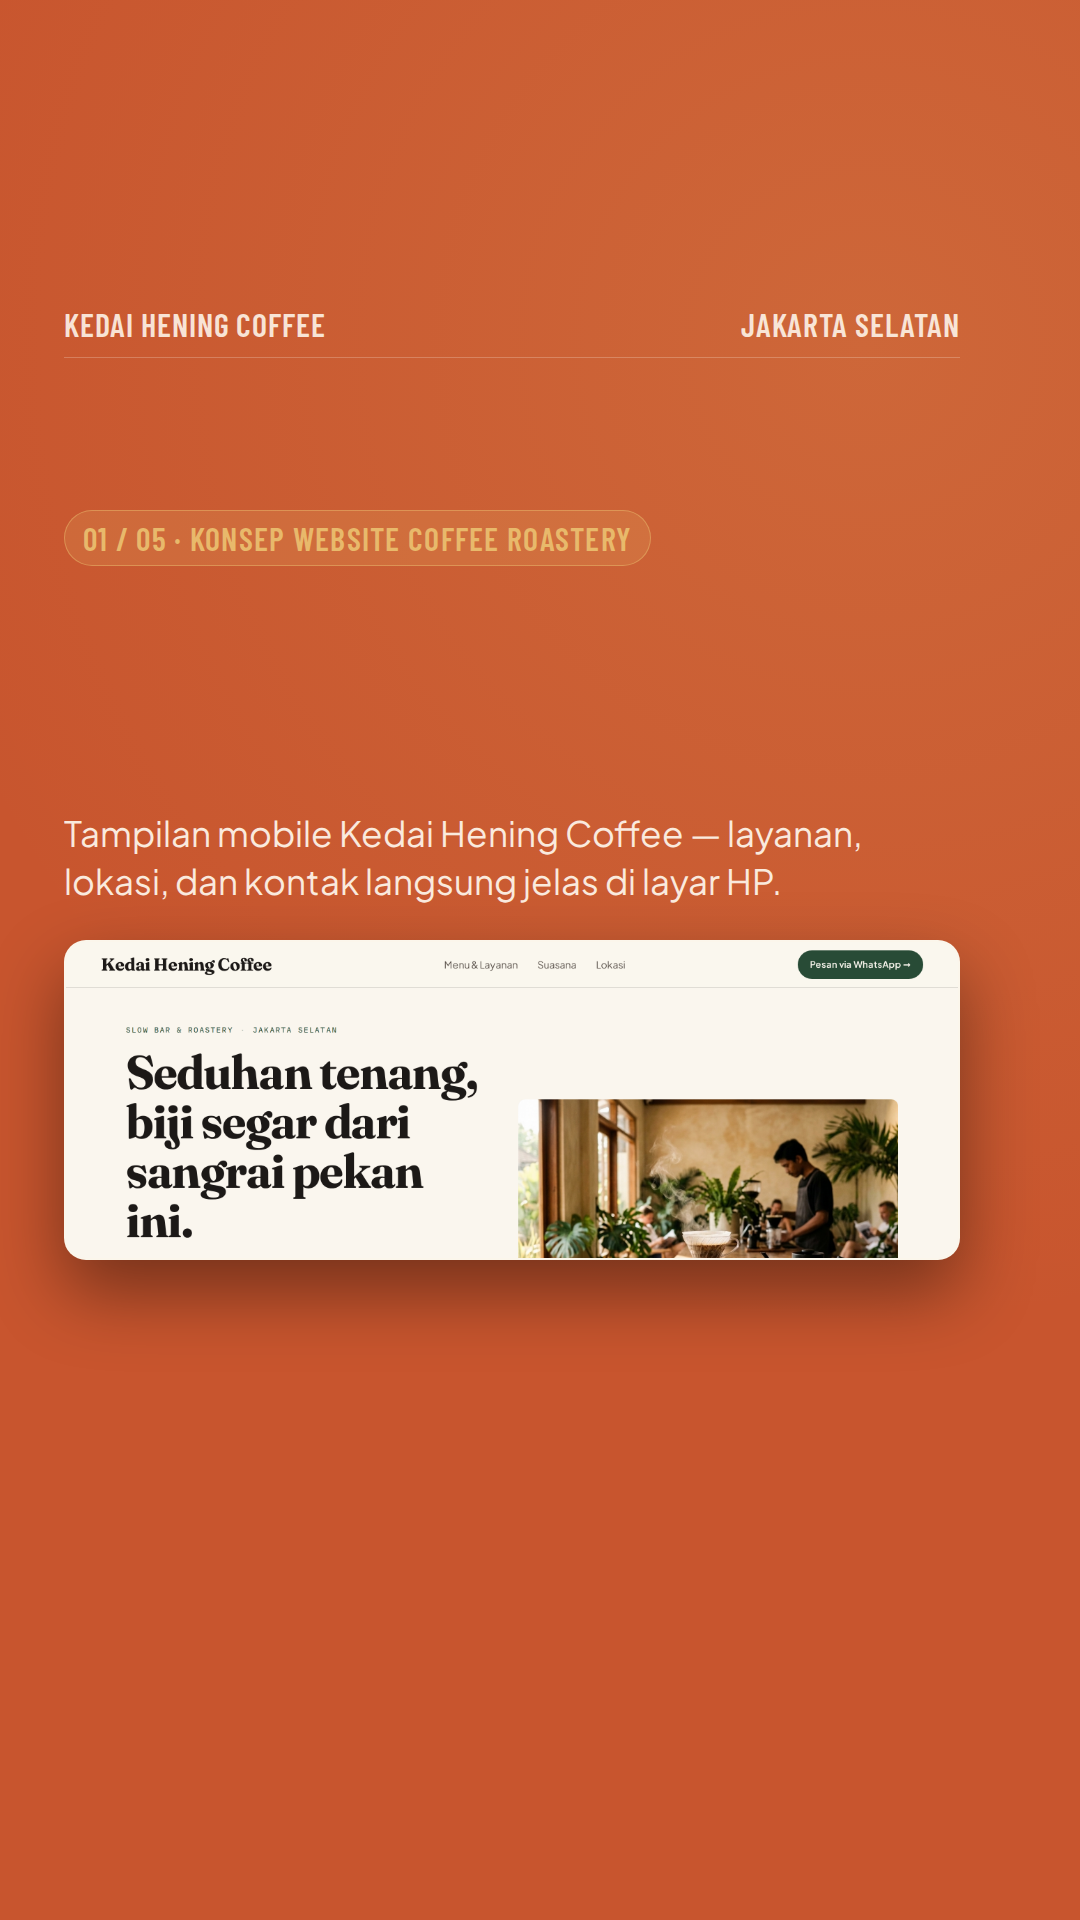 KEDAI HENING COFFEE
JAKARTA SELATAN
01 / 05 · KONSEP WEBSITE COFFEE ROASTERY
Tampilan mobile Kedai Hening Coffee — layanan,
lokasi, dan kontak langsung jelas di layar HP.
Kedai Hening Coffee
Menu & Layanan
Suasana
Lokasi
Pesan via WhatsApp →
SLOW BAR & ROASTERY · JAKARTA SELATAN
Seduhan tenang,
biji segar dari
sangrai pekan
ini.